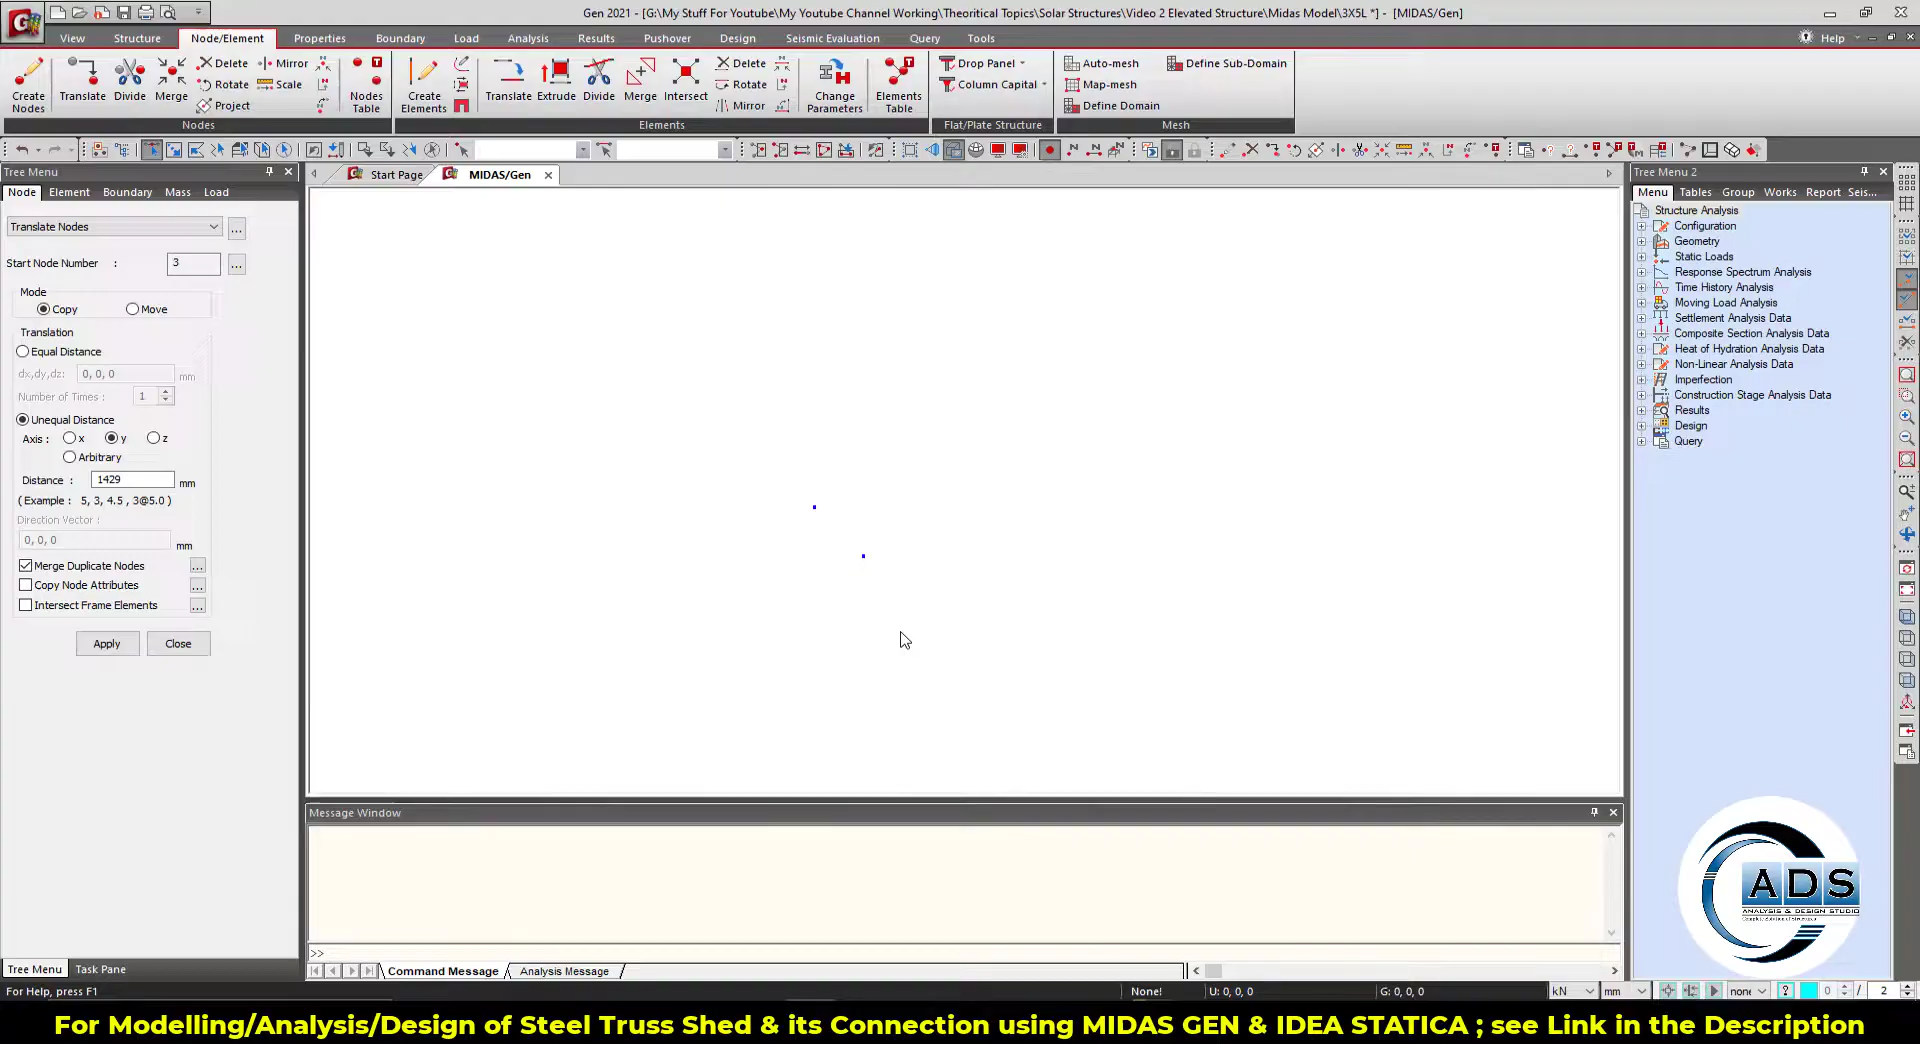 Gen 2021 - [G:\My Stuff For Youtube\My Youtube Channel Working\Theoritical Topics\Solar Structures\Video 2 Elevated Structure\Midas Model\3X5L *] - [MIDAS/Gen]
View Structure Node/Element Properties Boundary Load Analysis Results Pushover Design Seismic Evaluation Query Tools Help
Create Nodes
Translate
Divide
Merge
Delete
Rotate
Project
Mirror
Scale
Nodes Table
Nodes
Create Elements
Translate
Extrude
Divide
Merge
Intersect
Delete
Rotate
Mirror
Change Parameters
Elements Table
Elements
Drop Panel
Column Capital
Flat/Plate Structure
Auto-mesh
Map-mesh
Define Domain
Define Sub-Domain
Mesh
Tree Menu
Node Element Boundary Mass Load
Translate Nodes
...
Start Node Number : 3 ...
Mode
Copy Move
Translation
Equal Distance
dx,dy,dz: 0, 0, 0 mm
Number of Times : 1
Unequal Distance
Axis : x y z
Arbitrary
Distance : 1429 mm
( Example : 5, 3, 4.5 , 3@5.0 )
Direction Vector :
0, 0, 0 mm
Merge Duplicate Nodes ...
Copy Node Attributes ...
Intersect Frame Elements ...
Apply Close
Tree Menu Task Pane
Start Page MIDAS/Gen
Message Window
>>
Command Message Analysis Message
Tree Menu 2
Menu Tables Group Works Report Seis...
Structure Analysis
Configuration
Geometry
Static Loads
Response Spectrum Analysis
Time History Analysis
Moving Load Analysis
Settlement Analysis Data
Composite Section Analysis Data
Heat of Hydration Analysis Data
Non-Linear Analysis Data
Imperfection
Construction Stage Analysis Data
Results
Design
Query
ADS
ANALYSIS & DESIGN STUDIO
Complete Solution of Structures
For Help, press F1
None! U: 0, 0, 0 G: 0, 0, 0 kN mm none 0 / 2
For Modelling/Analysis/Design of Steel Truss Shed & its Connection using MIDAS GEN & IDEA STATICA ; see Link in the Description